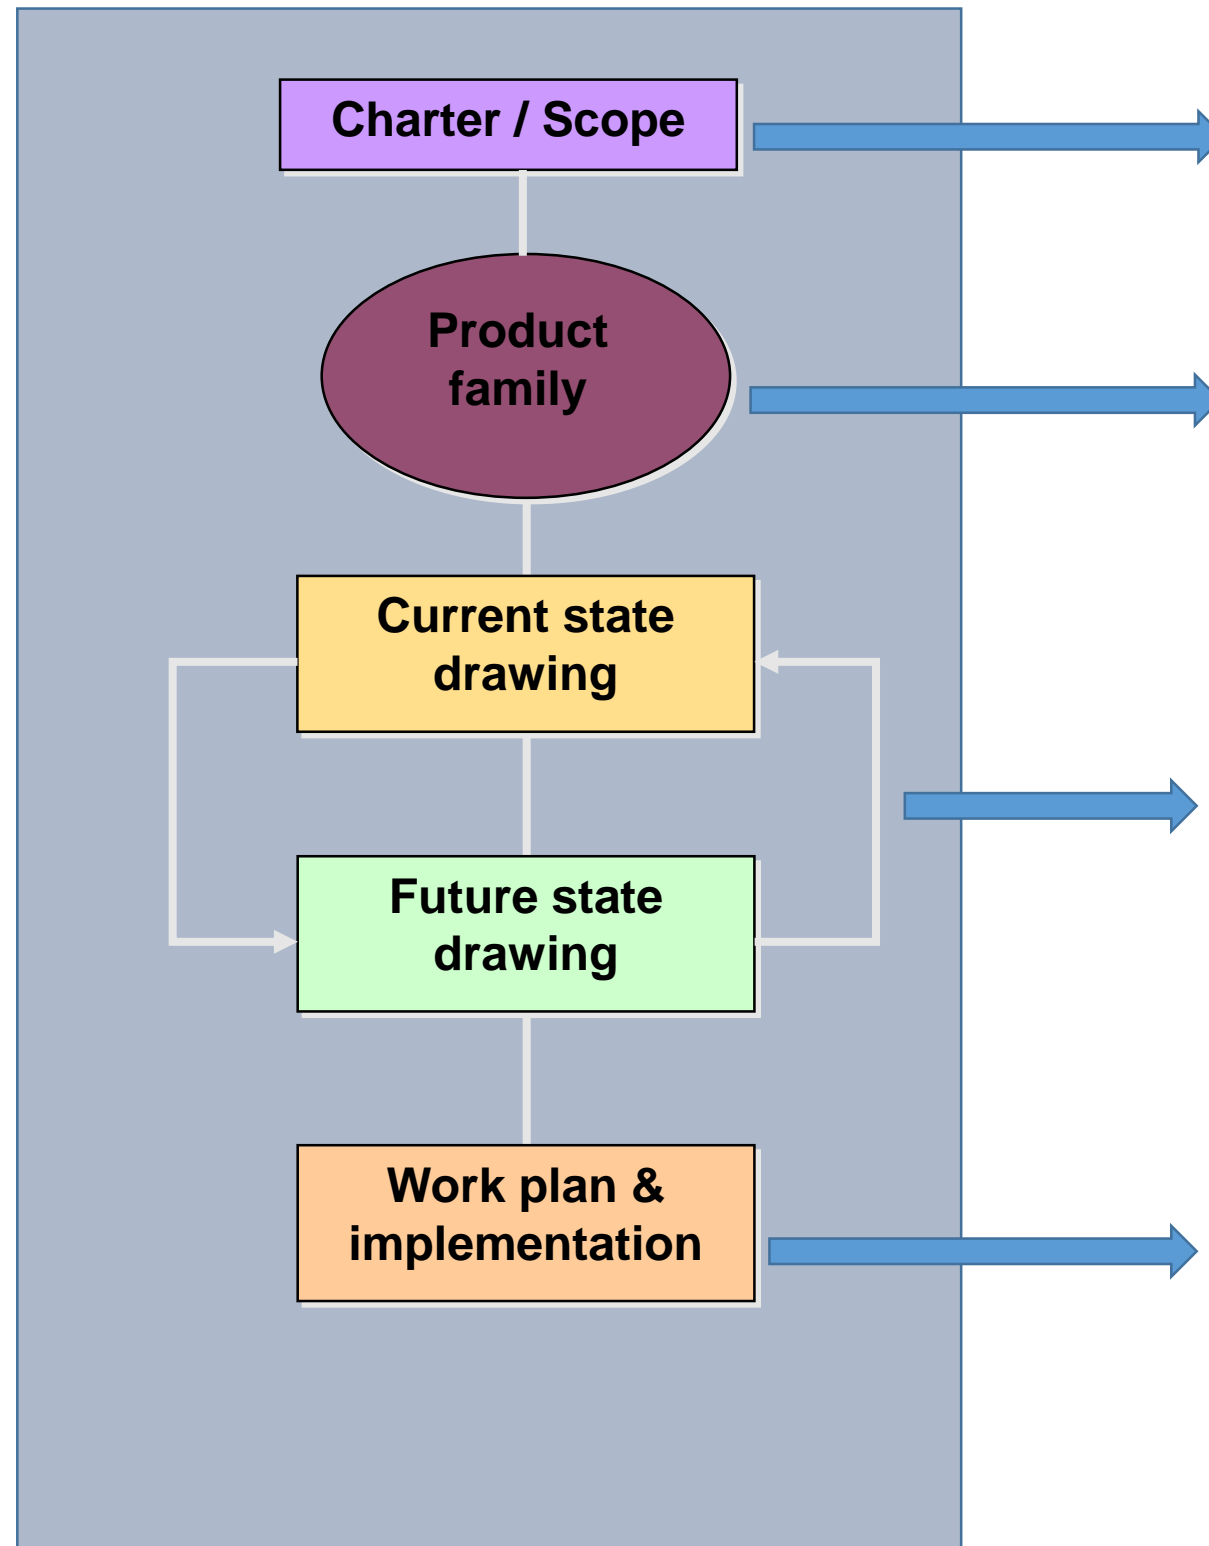 Charter / Scope
Product
family
Current state
drawing
Future state
drawing
Work plan &
implementation